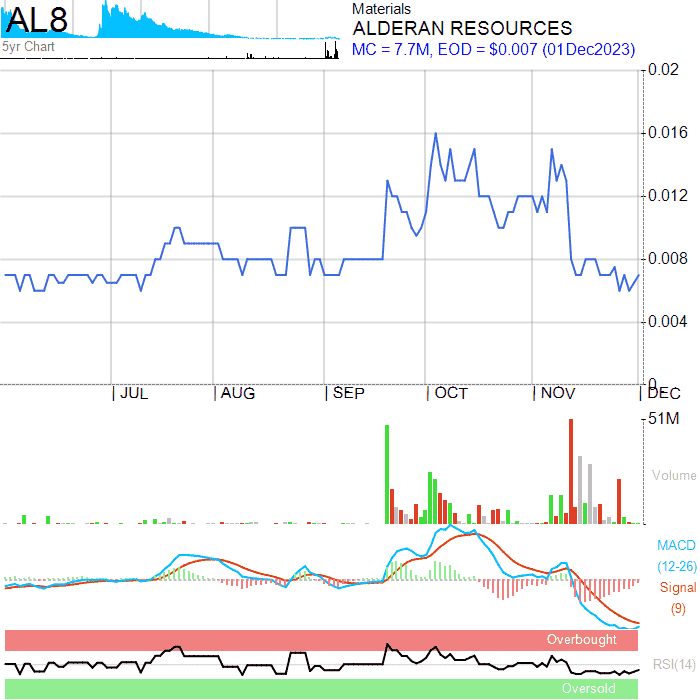 AL8
5yr Chart
Materials
ALDERAN RESOURCES
MC = 7.7M, EOD = $0.007 (01Dec2023)
0.02
0.016
0.012
0.008
0.004
0
JUL AUG SEP OCT NOV DEC
51M
Volume
MACD
(12-26)
Signal
(9)
Overbought
RSI(14)
Oversold